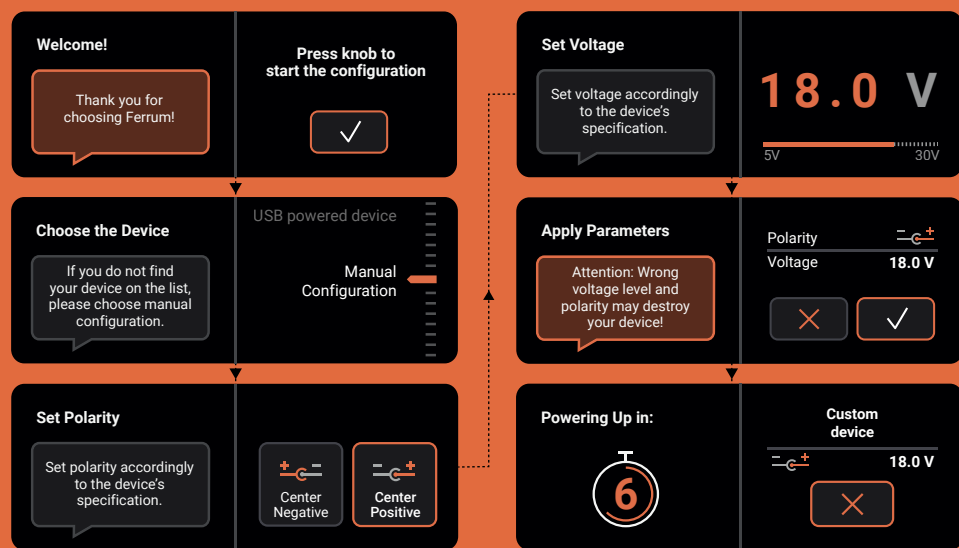 Welcome!
Thank you for
choosing Ferrum!
Press knob to
start the configuration
Choose the Device
If you do not find
your device on the list,
please choose manual
configuration.
USB powered device
Manual
Configuration
Set Polarity
Set polarity accordingly
to the device's
specification.
Center
Negative
Center
Positive
Set Voltage
Set voltage accordingly
to the device's
specification.
18.0 V
5V
30V
Apply Parameters
Attention: Wrong
voltage level and
polarity may destroy
your device!
Polarity
Voltage 18.0 V
Powering Up in:
6
Custom
device
18.0 V